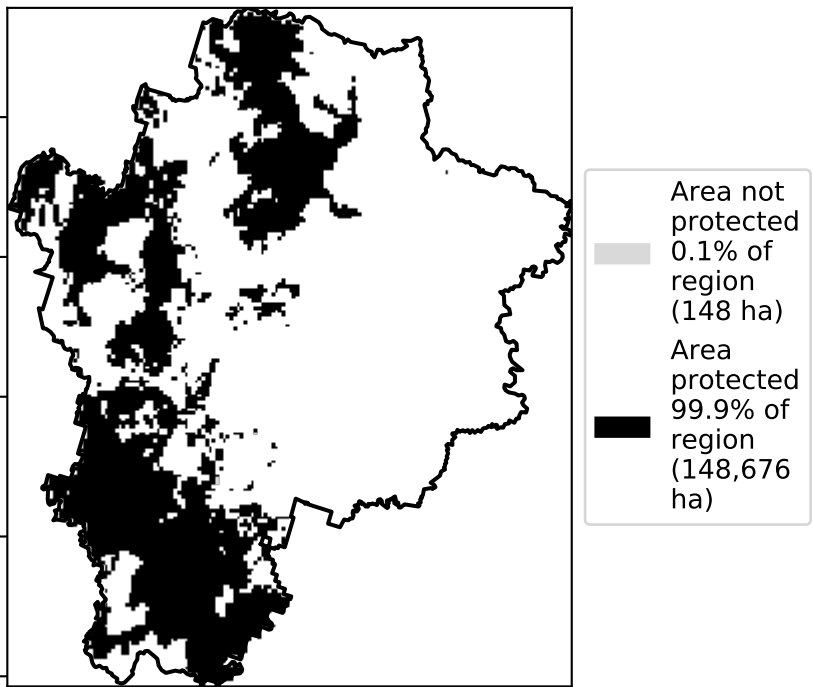 Area not
protected
0.1% of
region
(148 ha)
Area
protected
99.9% of
region
(148,676
ha)